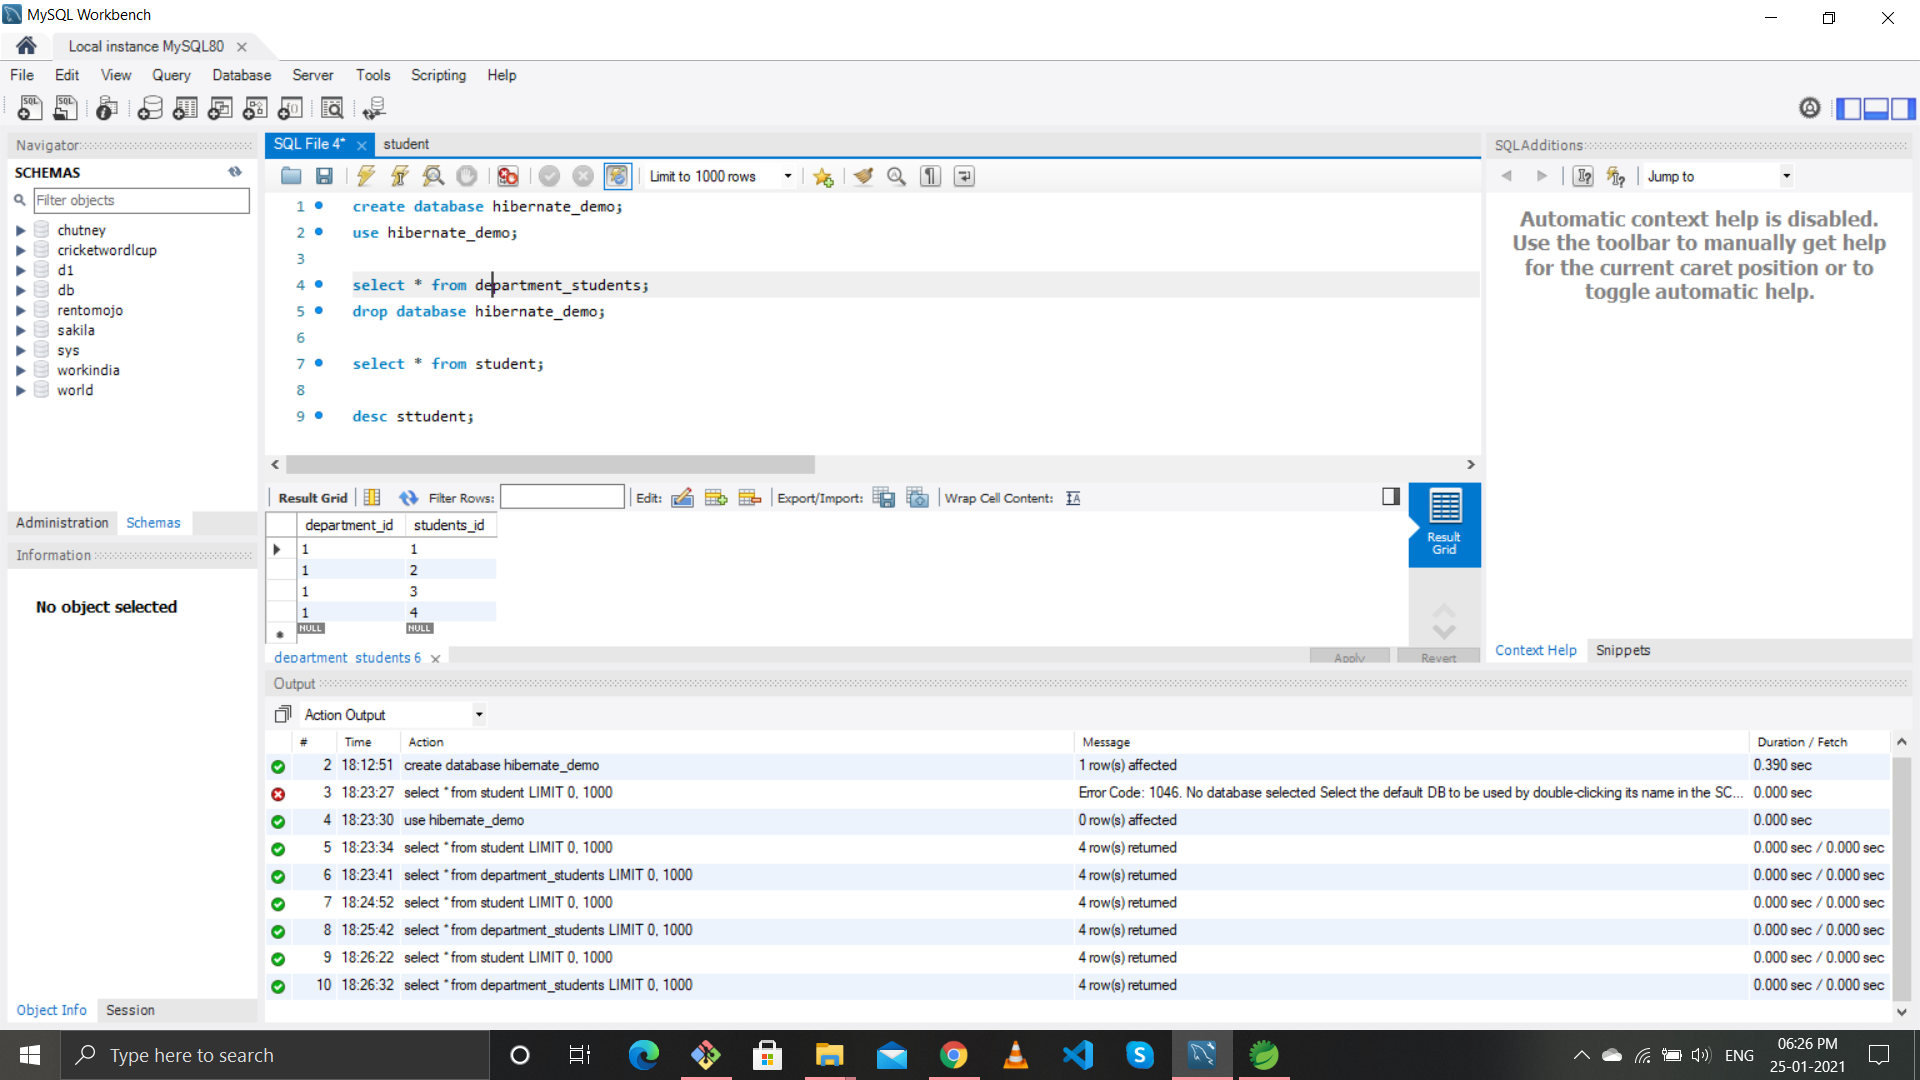 MySQL Workbench
Local instance MySQL80
File Edit View Query Database Server Tools Scripting Help
Navigator
SCHEMAS
Filter objects
chutney
cricketwordlcup
d1
db
rentomojo
sakila
sys
workindia
world
Administration Schemas
Information
No object selected
Object Info Session
SQL File 4* student
Limit to 1000 rows
1 create database hibernate_demo;
2 use hibernate_demo;
3
4 select * from department_students;
5 drop database hibernate_demo;
6
7 select * from student;
8
9 desc sttudent;
Result Grid Filter Rows: Edit: Export/Import: Wrap Cell Content:
department_id students_id
1 1
1 2
1 3
1 4
NULL NULL
Result
Grid
department_students 6
Apply Revert
SQLAdditions
Jump to
Automatic context help is disabled.
Use the toolbar to manually get help
for the current caret position or to
toggle automatic help.
Context Help Snippets
Output
Action Output
# Time Action Message Duration / Fetch
2 18:12:51 create database hibernate_demo 1 row(s) affected 0.390 sec
3 18:23:27 select * from student LIMIT 0, 1000 Error Code: 1046. No database selected Select the default DB to be used by double-clicking its name in the SC... 0.000 sec
4 18:23:30 use hibernate_demo 0 row(s) affected 0.000 sec
5 18:23:34 select * from student LIMIT 0, 1000 4 row(s) returned 0.000 sec / 0.000 sec
6 18:23:41 select * from department_students LIMIT 0, 1000 4 row(s) returned 0.000 sec / 0.000 sec
7 18:24:52 select * from student LIMIT 0, 1000 4 row(s) returned 0.000 sec / 0.000 sec
8 18:25:42 select * from department_students LIMIT 0, 1000 4 row(s) returned 0.000 sec / 0.000 sec
9 18:26:22 select * from student LIMIT 0, 1000 4 row(s) returned 0.000 sec / 0.000 sec
10 18:26:32 select * from department_students LIMIT 0, 1000 4 row(s) returned 0.000 sec / 0.000 sec
Type here to search
ENG
06:26 PM
25-01-2021